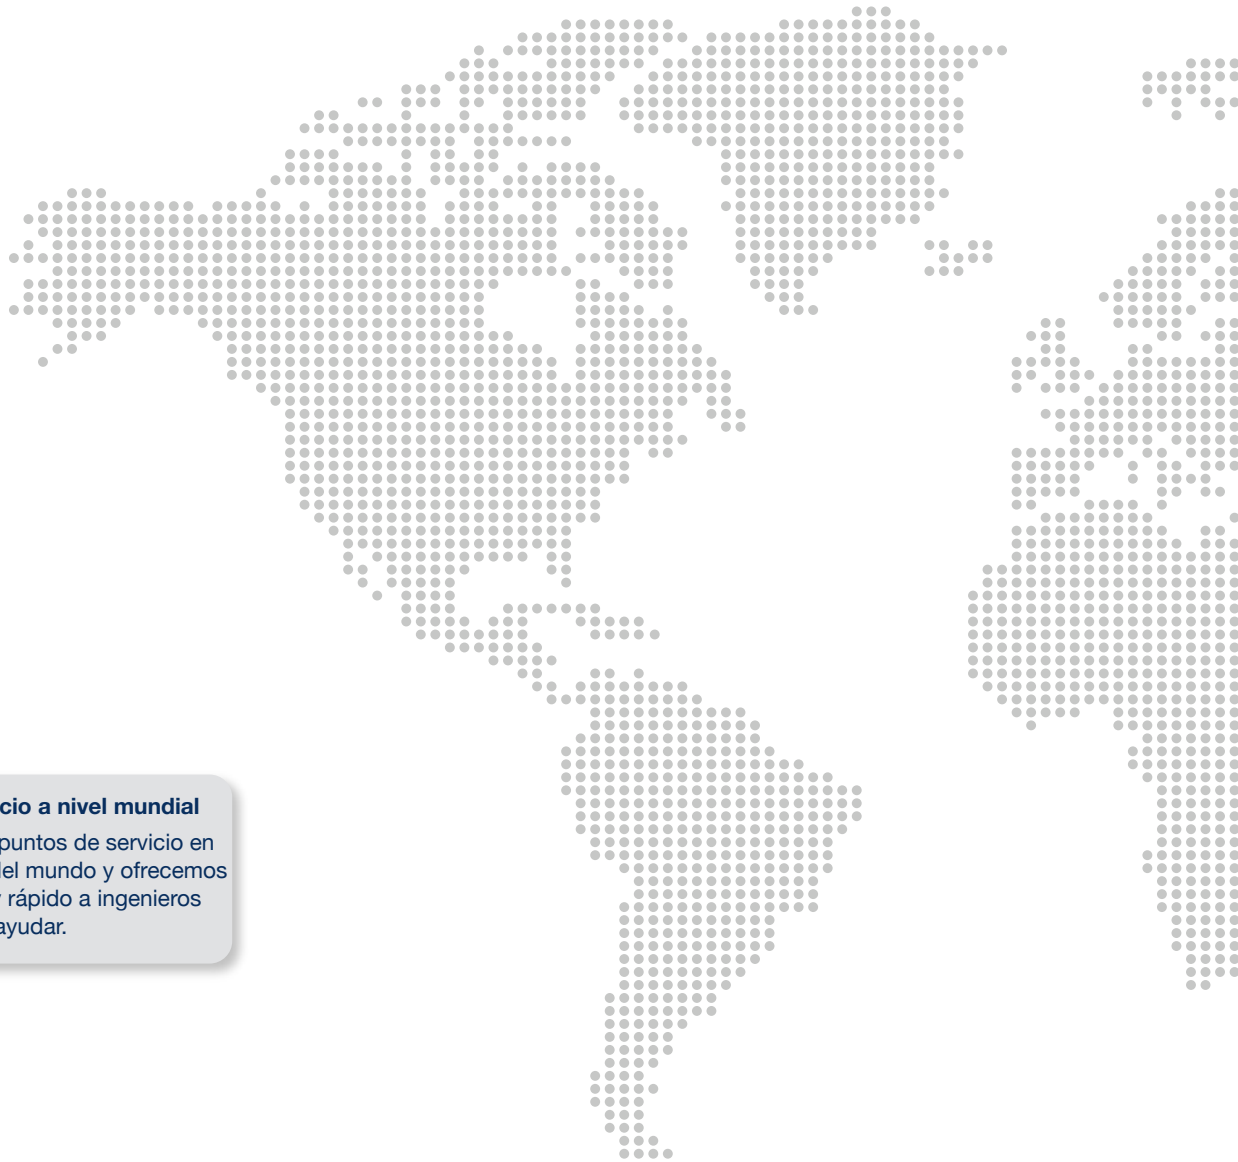 cio a nivel mundial
puntos de servicio en
del mundo y ofrecemos
rápido a ingenieros
ayudar.